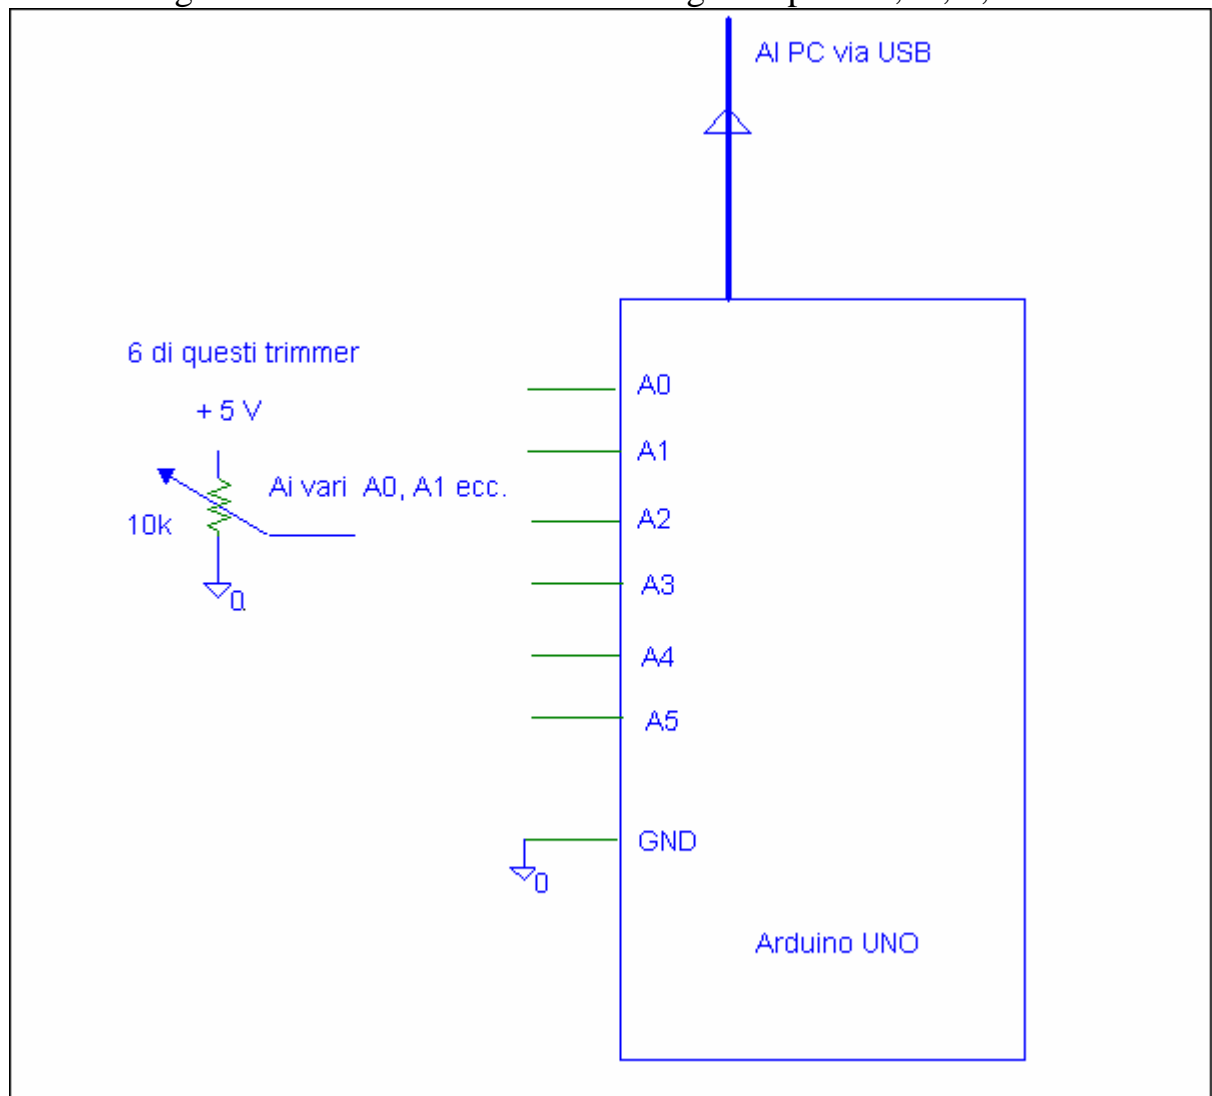 Al PC via USB
6 di questi trimmer
+ 5 V
Ai vari A0, A1 ecc.
10k
0
A0
A1
A2
A3
A4
A5
GND
0
Arduino UNO